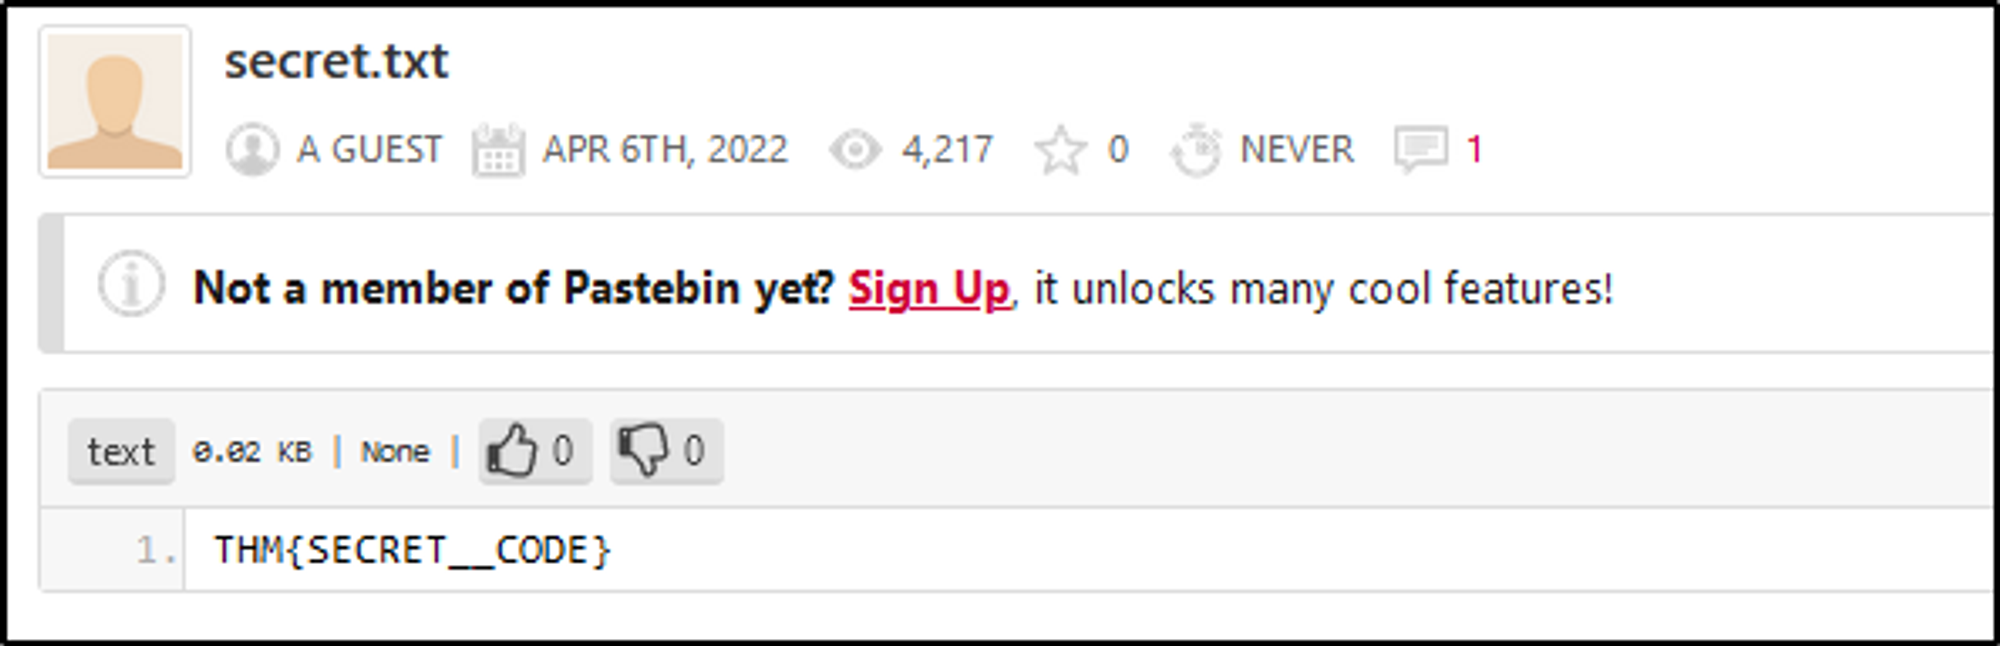 secret.txt
A GUEST APR 6TH, 2022 4,217 0 NEVER 1
Not a member of Pastebin yet? Sign Up, it unlocks many cool features!
text 0.02 KB | None | 0 0
1. THM{SECRET__CODE}